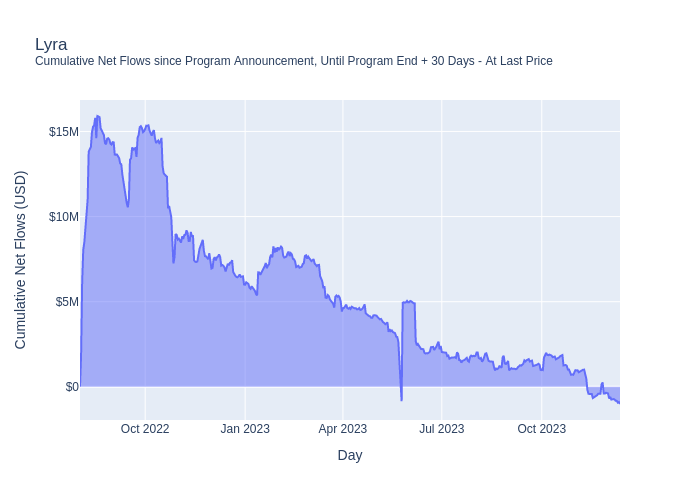 Lyra
Cumulative Net Flows since Program Announcement, Until Program End + 30 Days - At Last Price
$15M
$10M
$5M
$0
Cumulative Net Flows (USD)
Oct 2022
Jan 2023
Apr 2023
Jul 2023
Oct 2023
Day